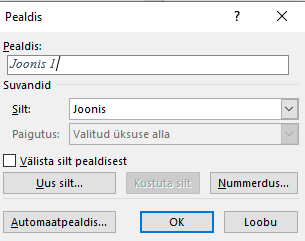 Pealdis
Pealdis:
Joonis 1
Suvandid
Silt: Joonis
Paigutus: Valitud üksuse alla
Välista silt pealdisest
Uus silt... Kustuta silt Nummerdus...
Automaatpealdis... OK Loobu